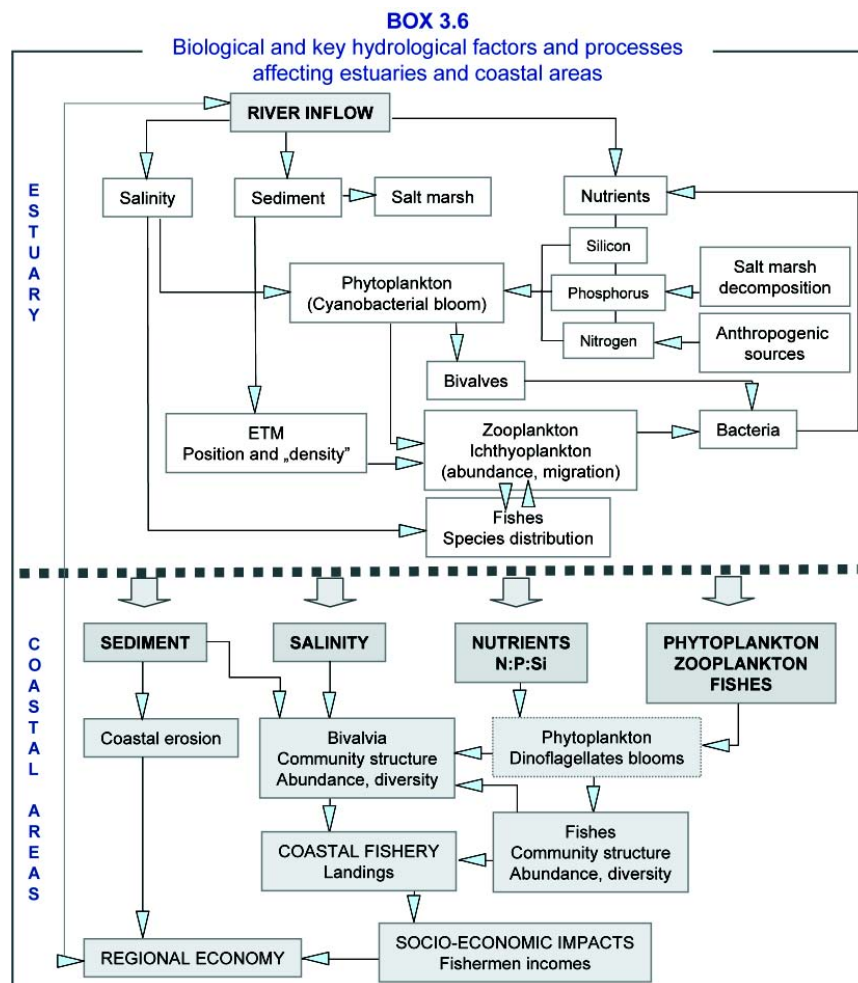 BOX 3.6
Biological and key hydrological factors and processes
affecting estuaries and coastal areas
ESTUARY
RIVER INFLOW
Salinity
Sediment
Salt marsh
Nutrients
Silicon
Phytoplankton
(Cyanobacterial bloom)
Phosphorus
Salt marsh
decomposition
Nitrogen
Anthropogenic
sources
Bivalves
ETM
Position and „density”
Zooplankton
Ichthyoplankton
(abundance, migration)
Bacteria
Fishes
Species distribution
COASTAL AREAS
SEDIMENT
SALINITY
NUTRIENTS
N:P:Si
PHYTOPLANKTON
ZOOPLANKTON
FISHES
Coastal erosion
Bivalvia
Community structure
Abundance, diversity
Phytoplankton
Dinoflagellates blooms
COASTAL FISHERY
Landings
Fishes
Community structure
Abundance, diversity
REGIONAL ECONOMY
SOCIO-ECONOMIC IMPACTS
Fishermen incomes